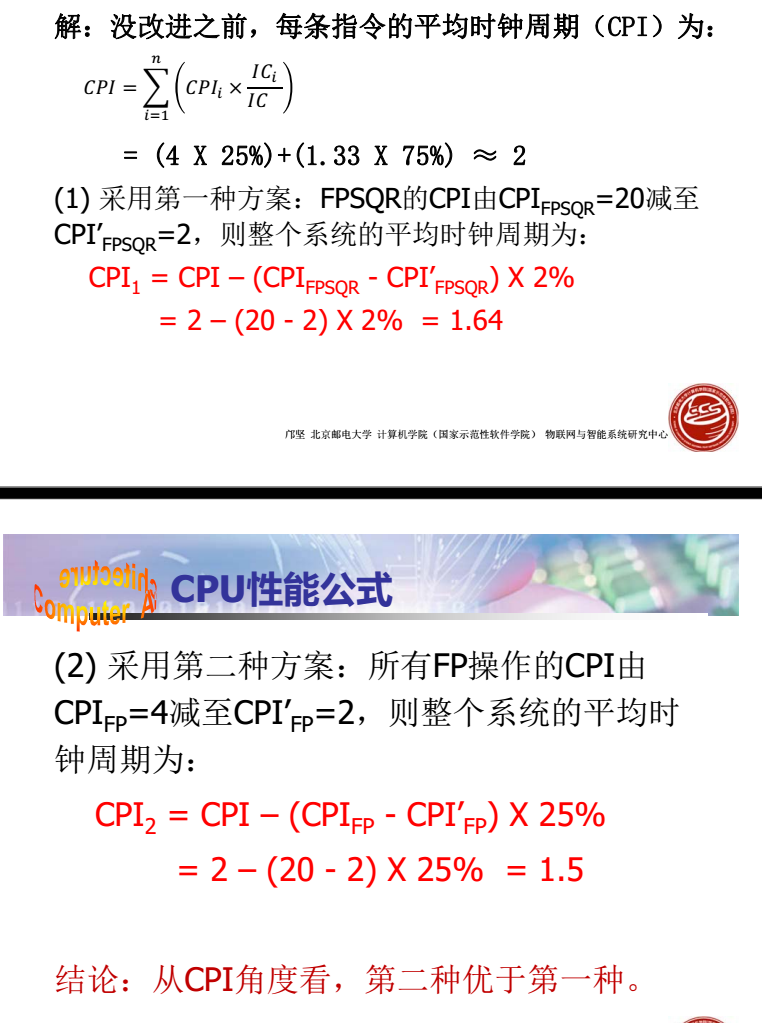 解：没改进之前，每条指令的平均时钟周期（CPI）为：
CPI = \sum_{i=1}^{n} ( CPI_i × \frac{IC_i}{IC} )
= (4 X 25%)+(1.33 X 75%) ≈ 2
(1) 采用第一种方案：FPSQR的CPI由CPI_{FPSQR}=20减至
CPI′_{FPSQR}=2，则整个系统的平均时钟周期为：
CPI_1 = CPI – (CPI_{FPSQR} - CPI′_{FPSQR}) X 2%
= 2 – (20 - 2) X 2% = 1.64
邝坚 北京邮电大学 计算机学院（国家示范性软件学院） 物联网与智能系统研究中心
Computer Architecture
CPU性能公式
(2) 采用第二种方案：所有FP操作的CPI由
CPI_{FP}=4减至CPI′_{FP}=2，则整个系统的平均时
钟周期为：
CPI_2 = CPI – (CPI_{FP} - CPI′_{FP}) X 25%
= 2 – (20 - 2) X 25% = 1.5
结论：从CPI角度看，第二种优于第一种。